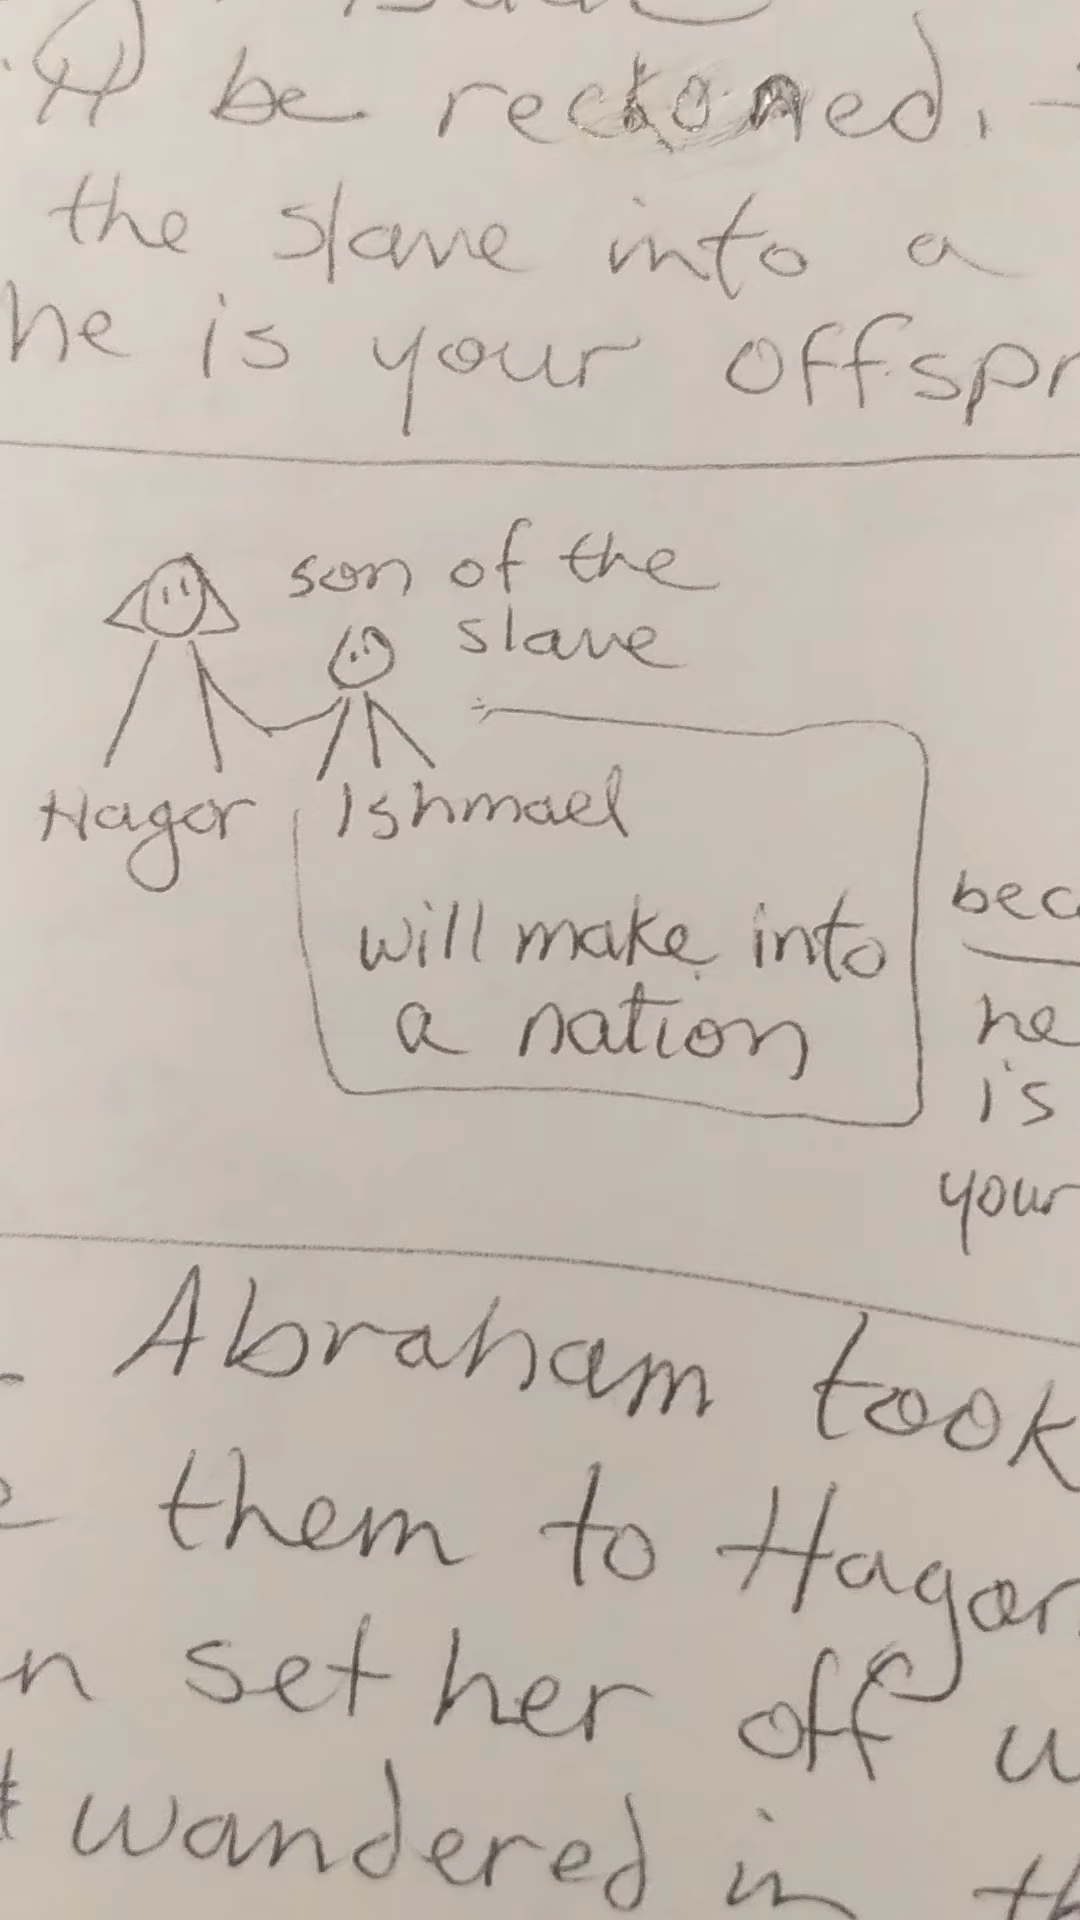 be reckoned.
the slave into a
he is your offspr
son of the
slave
Hagar Ishmael
will make into
a nation
bec
he
is
your
Abraham took
them to Hagar
n set her off w
wandered in th